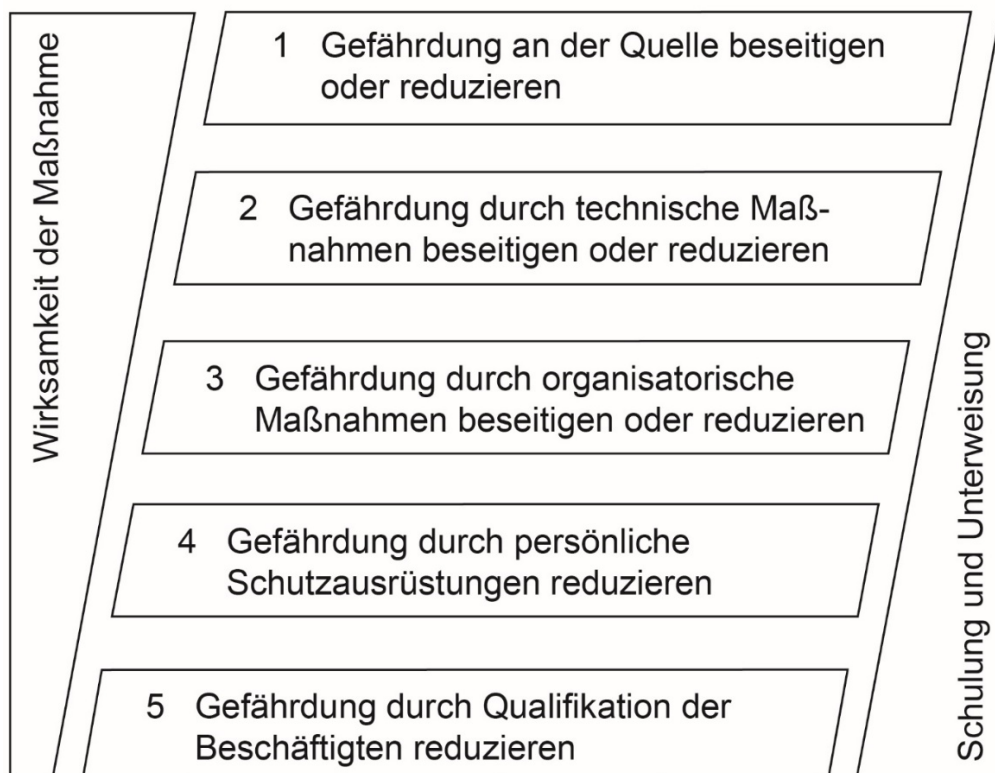 Wirksamkeit der Maßnahme
1 Gefährdung an der Quelle beseitigen
oder reduzieren
2 Gefährdung durch technische Maß-
nahmen beseitigen oder reduzieren
3 Gefährdung durch organisatorische
Maßnahmen beseitigen oder reduzieren
4 Gefährdung durch persönliche
Schutzausrüstungen reduzieren
5 Gefährdung durch Qualifikation der
Beschäftigten reduzieren
Schulung und Unterweisung